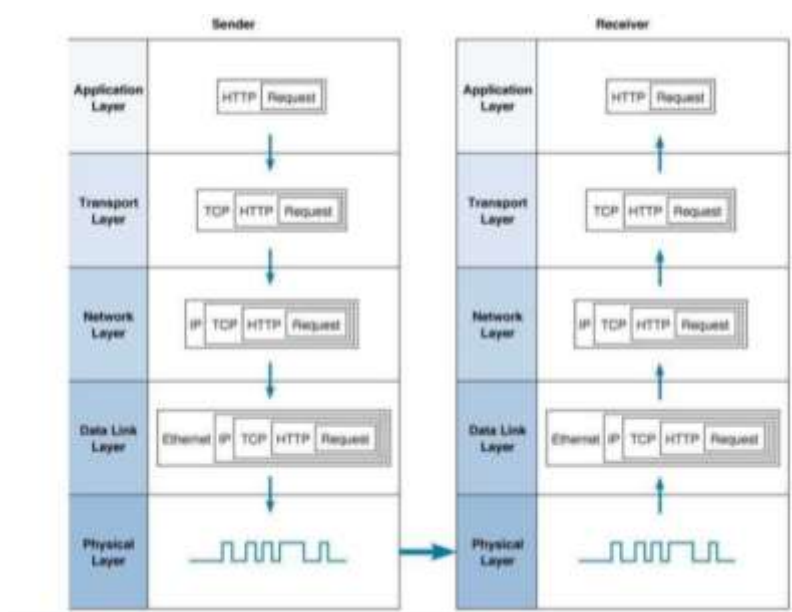 Sender
Application
Layer
HTTP Request
Transport
Layer
TCP HTTP Request
Network
Layer
IP TCP HTTP Request
Data Link
Layer
Ethernet IP TCP HTTP Request
Physical
Layer
Receiver
Application
Layer
HTTP Request
Transport
Layer
TCP HTTP Request
Network
Layer
IP TCP HTTP Request
Data Link
Layer
Ethernet IP TCP HTTP Request
Physical
Layer